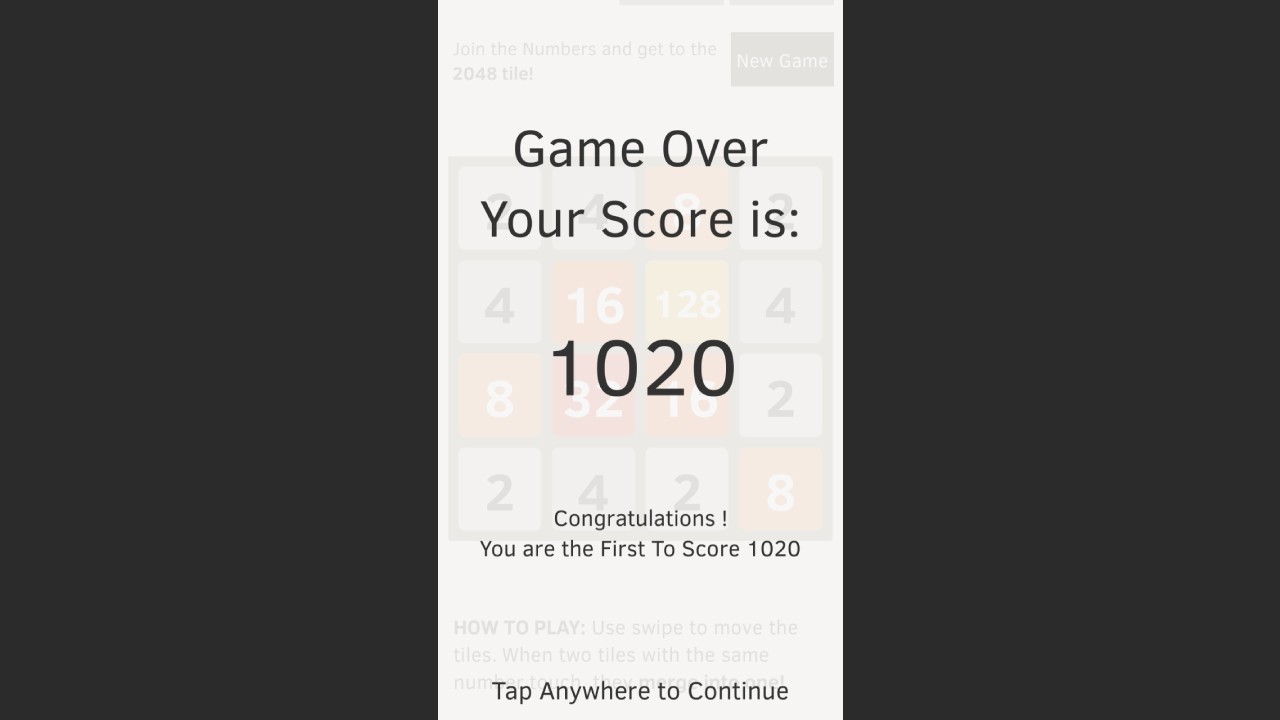 Join the Numbers and get to the
2048 tile!
New Game
Game Over
Your Score is:
2 4 8 2
4 16 128 4
1020
8 32 16 2
2 4 2 8
Congratulations !
You are the First To Score 1020
HOW TO PLAY: Use swipe to move the
tiles. When two tiles with the same
number touch, they merge into one!
Tap Anywhere to Continue